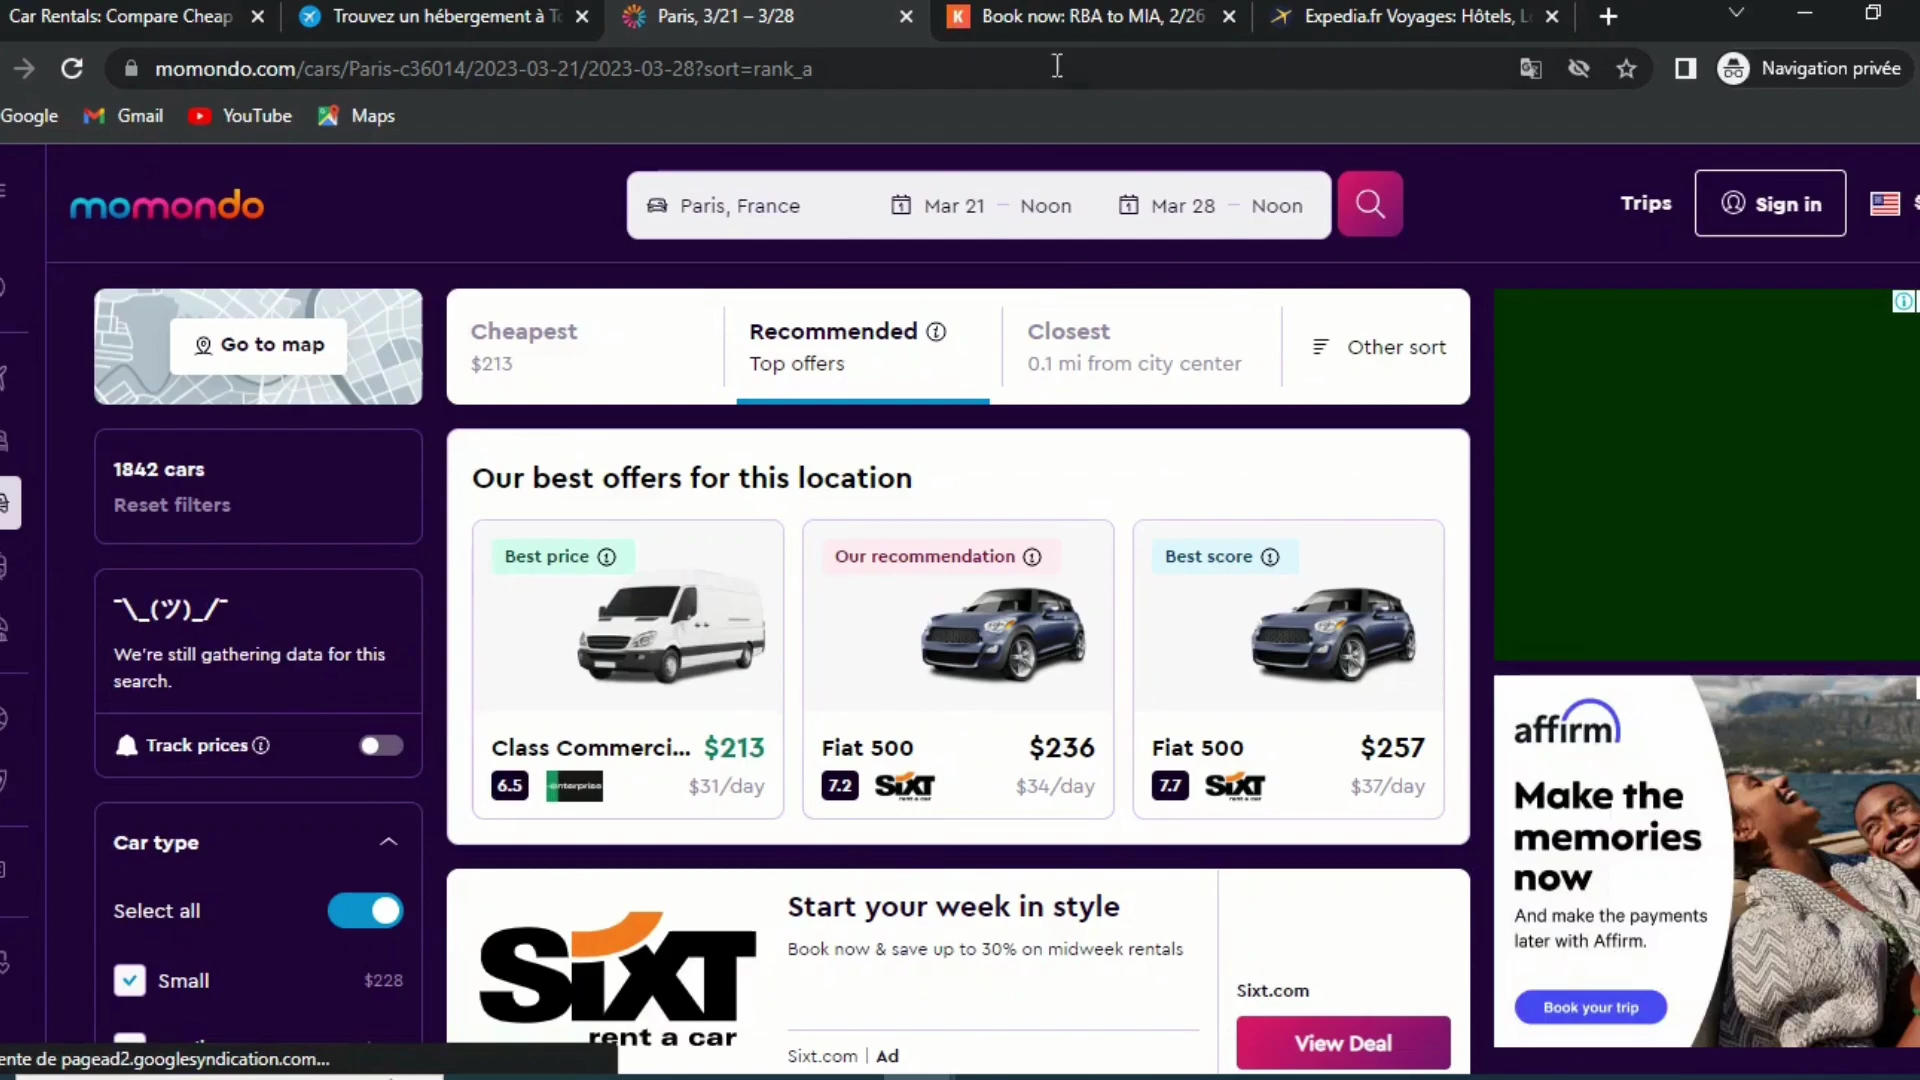 Car Rentals: Compare Cheap
Trouvez un hébergement à To
Paris, 3/21 – 3/28
Book now: RBA to MIA, 2/26
Expedia.fr Voyages: Hôtels, Lo
momondo.com/cars/Paris-c36014/2023-03-21/2023-03-28?sort=rank_a
Navigation privée
Google
Gmail
YouTube
Maps
momondo
Paris, France
Mar 21 – Noon
Mar 28 – Noon
Trips
Sign in
$
Go to map
Cheapest
$213
Recommended
Top offers
Closest
0.1 mi from city center
Other sort
1842 cars
Reset filters
¯\_(ツ)_/¯
We're still gathering data for this
search.
Track prices
Our best offers for this location
Best price
Class Commerci... $213
6.5 enterprise $31/day
Our recommendation
Fiat 500 $236
7.2 SIXT rent a car $34/day
Best score
Fiat 500 $257
7.7 SIXT rent a car $37/day
Car type
Select all
Small $228
SIXT
rent a car
Start your week in style
Book now & save up to 30% on midweek rentals
Sixt.com | Ad
Sixt.com
View Deal
affirm
Make the
memories
now
And make the payments
later with Affirm.
Book your trip
ente de pagead2.googlesyndication.com...